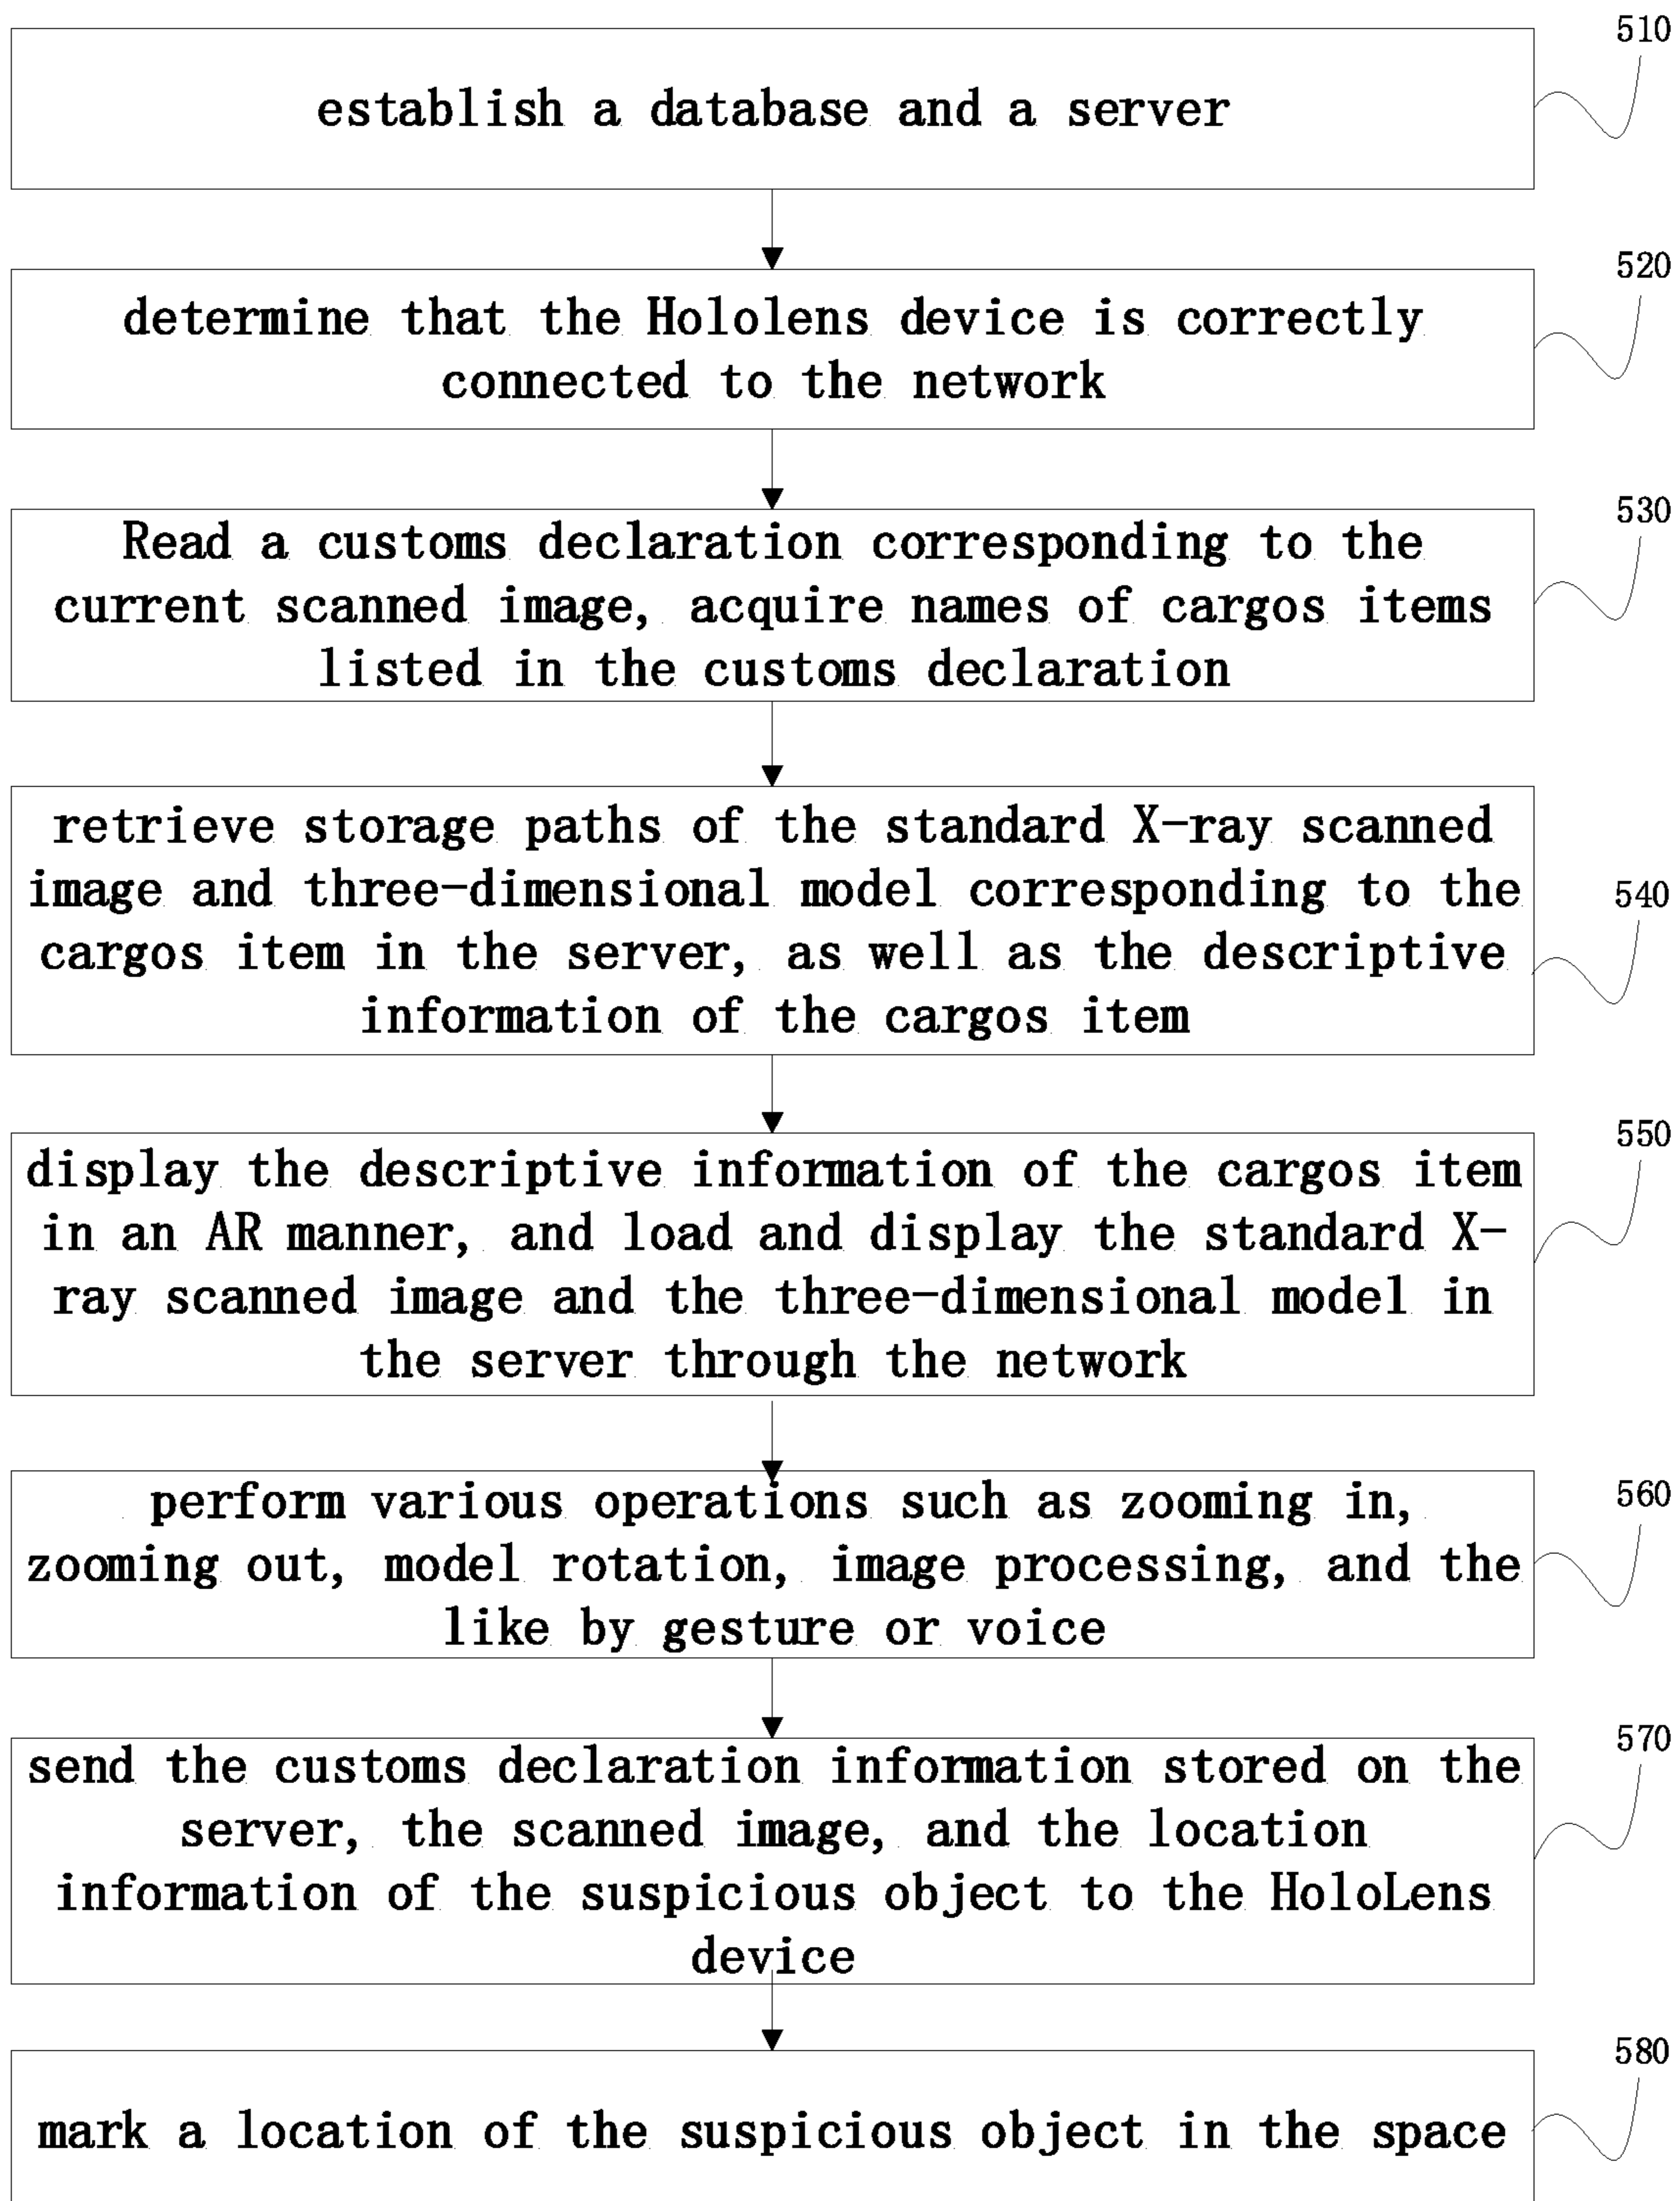 510
establish a database and a server
520
determine that the Hololens device is correctly
connected to the network
530
Read a customs declaration corresponding to the
current scanned image, acquire names of cargos items
listed in the customs declaration
retrieve storage paths of the standard X-ray scanned
image and three-dimensional model corresponding to the
540
cargos item in the server, as well as the descriptive
information of the cargos item
550
display the descriptive information of the cargos item
in an AR manner, and load and display the standard X-
ray scanned image and the three-dimensional model in
the server through the network
560
perform various operations such as zooming in,
zooming out, model rotation, image processing, and the
like by gesture or voice
570
send the customs declaration information stored on the
server, the scanned image, and the location
information of the suspicious object to the HoloLens
device
580
mark a location of the suspicious object in the space